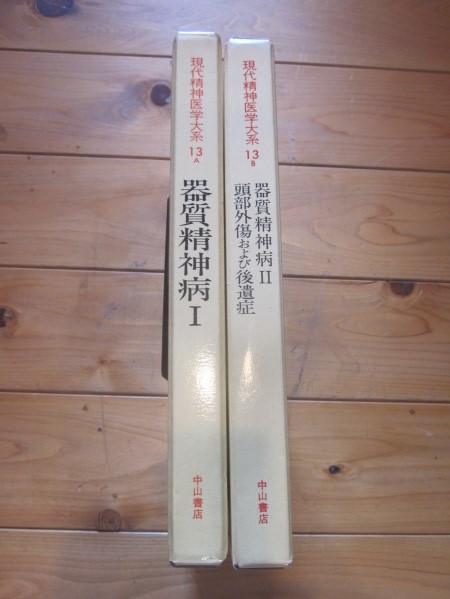 現代精神医学大系
13
A
器質精神病 I
中山書店
現代精神医学大系
13
B
器質精神病 II
頭部外傷および後遺症
中山書店